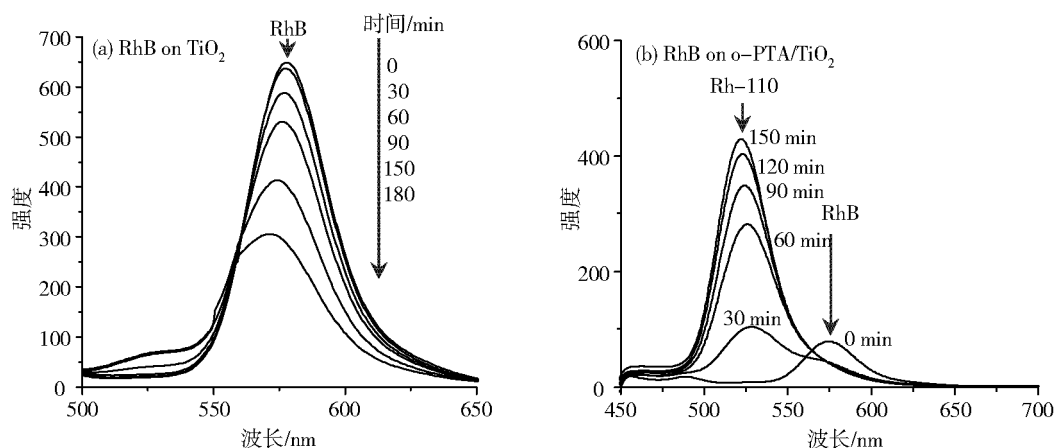 (a) RhB on TiO₂
RhB
时间/min
0
30
60
90
150
180
700
600
500
400
300
200
100
0
强度
500
550
600
650
波长/nm
(b) RhB on o-PTA/TiO₂
Rh-110
150 min
120 min
90 min
RhB
60 min
30 min
0 min
600
400
200
0
强度
450
500
550
600
650
700
波长/nm